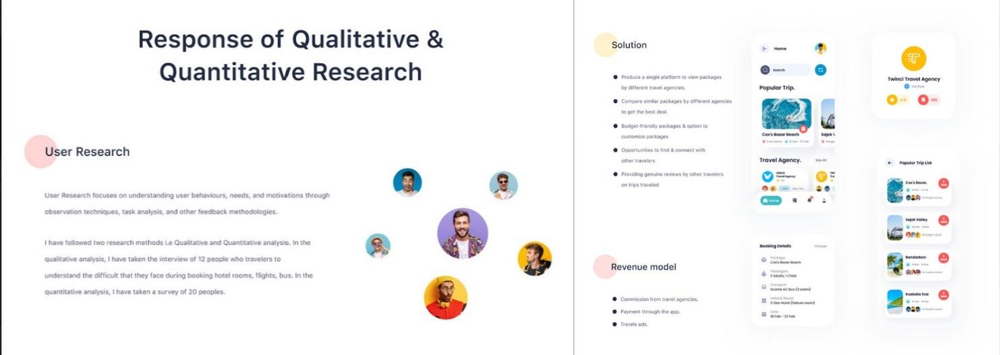 Response of Qualitative &
Quantitative Research
User Research
User Research focuses on understanding user behaviours, needs, and motivations through
observation techniques, task analysis, and other feedback methodologies.
I have followed two research methods i.e Qualitative and Quantitative analysis. In the
qualitative analysis, I have taken the interview of 12 people who travelers to
understand the difficult that they face during booking hotel rooms, flights, bus. In the
quantitative analysis, I have taken a survey of 20 peoples.
Solution
Produce a single platform to view packages
by different travel agencies.
Compare similar packages by different agencies
to get the best deal.
Budget-friendly packages & option to
customize packages
Opportunities to find & connect with
other travelers
Providing genuine reviews by other travelers
on trips traveled
Revenue model
Commission from travel agencies.
Payment through the app.
Travels ads.
Home
Search
Popular Trip.
Cox's Bazar Beach
Sajek
Cox's Bazar
Travel Agency.
See All
Travel Agency
Home
Booking Details
Change
Package
Cox's Bazar Beach
Passengers
2 Adults, 1 Child
Transport
Scania AC Bus (3 seats)
Hotel & Resort
5 Star Hotel (Deluxe room)
Date
18 Feb - 22 Feb
Twinci Travel Agency
Verified
4.9
401
Popular Trip List
Cox's Bazar.
Sajek Valley
Bandarban
Kuakata Sea